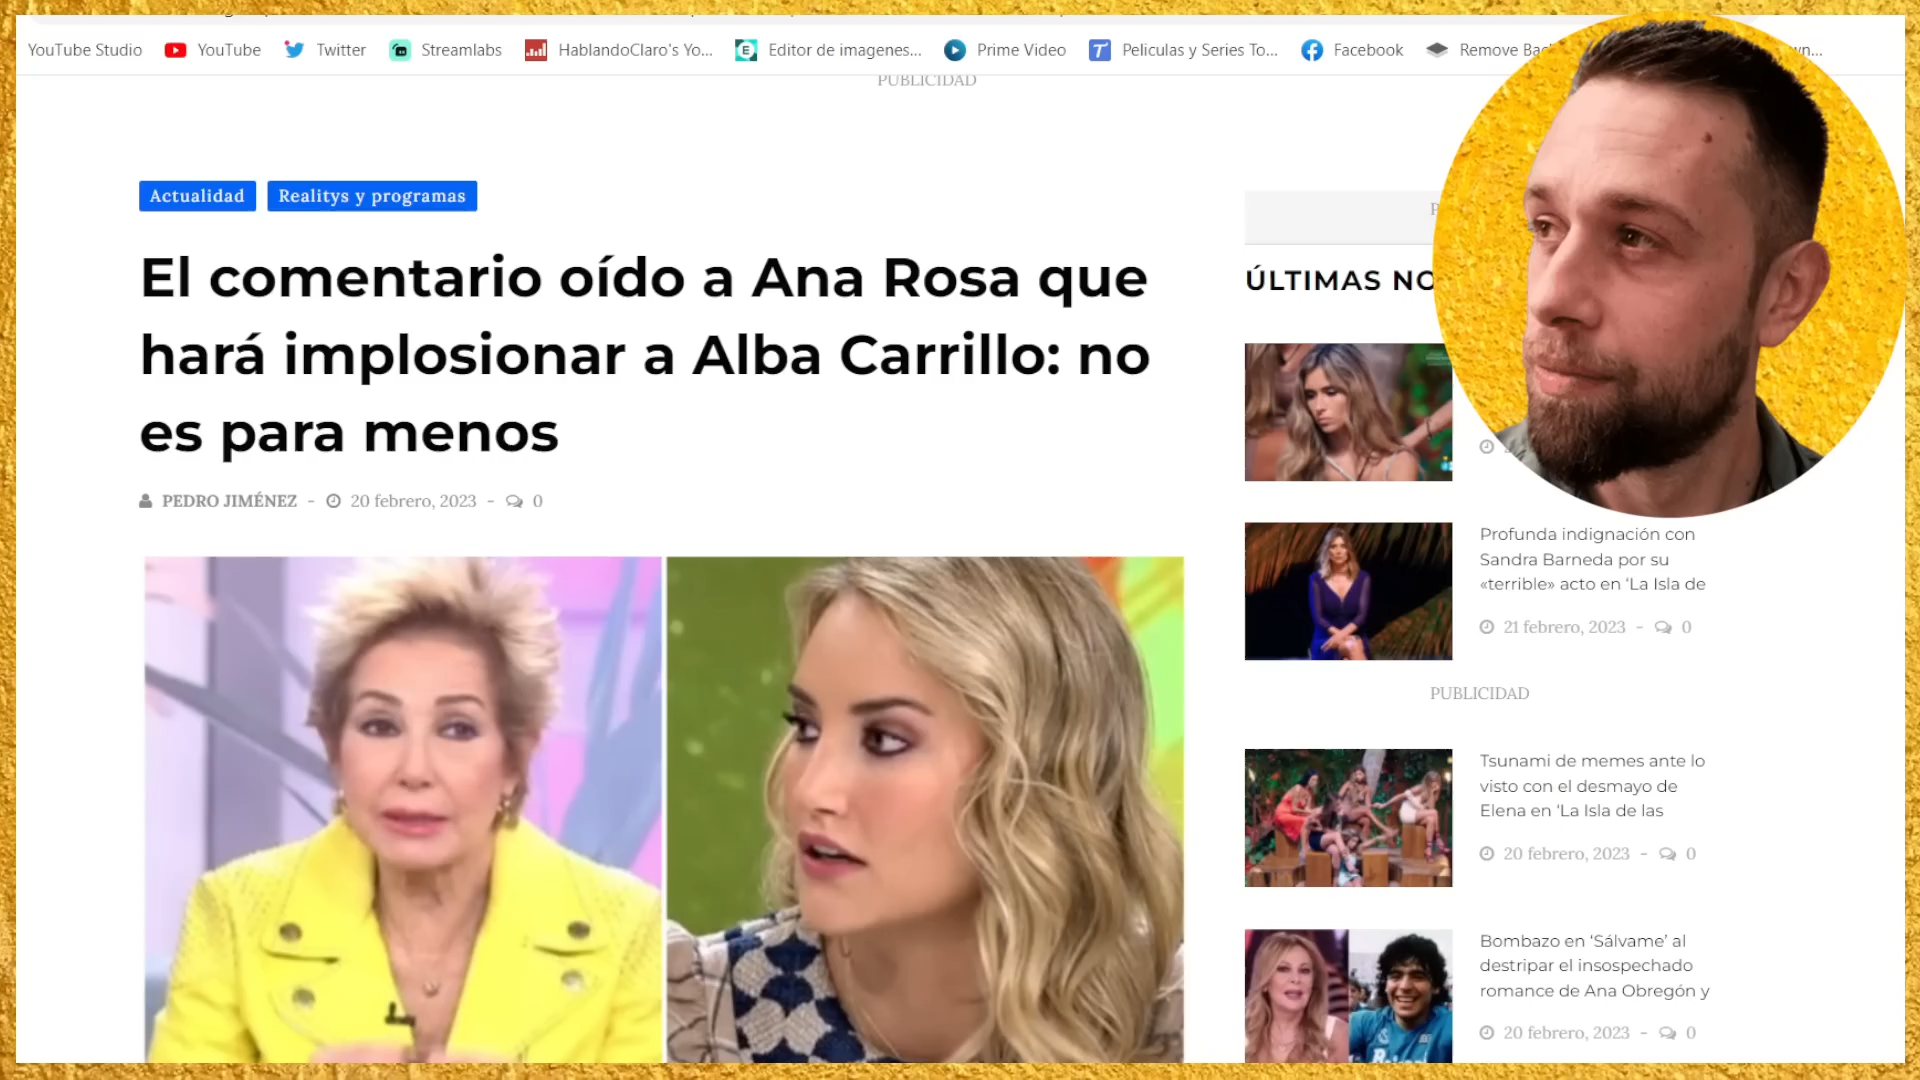 YouTube Studio YouTube Twitter Streamlabs HablandoClaro's Yo... Editor de imagenes... Prime Video Peliculas y Series To... Facebook Remove
PUBLICIDAD
Actualidad Realitys y programas
El comentario oído a Ana Rosa que
hará implosionar a Alba Carrillo: no
es para menos
PEDRO JIMÉNEZ - 20 febrero, 2023 - 0
ÚLTIMAS
Profunda indignación con
Sandra Barneda por su
«terrible» acto en ‘La Isla de
21 febrero, 2023 - 0
PUBLICIDAD
Tsunami de memes ante lo
visto con el desmayo de
Elena en ‘La Isla de las
20 febrero, 2023 - 0
Bombazo en ‘Sálvame’ al
destripar el insospechado
romance de Ana Obregón y
20 febrero, 2023 - 0